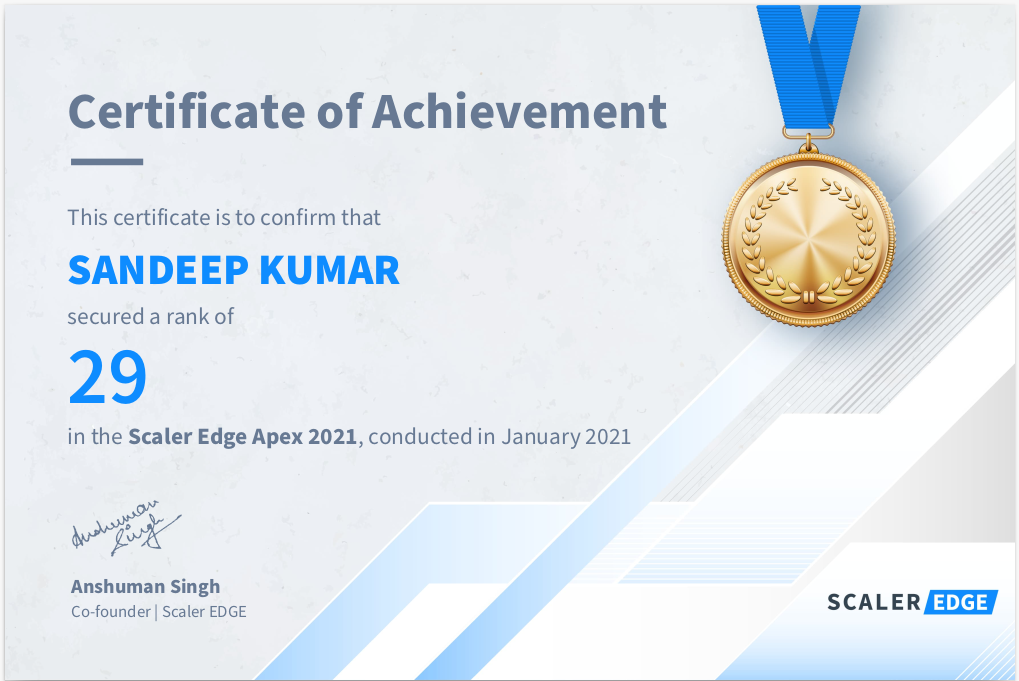 Certificate of Achievement
This certificate is to confirm that
SANDEEP KUMAR
secured a rank of
29
in the Scaler Edge Apex 2021, conducted in January 2021
Anshuman
Singh
Anshuman Singh
Co-founder | Scaler EDGE
SCALER EDGE